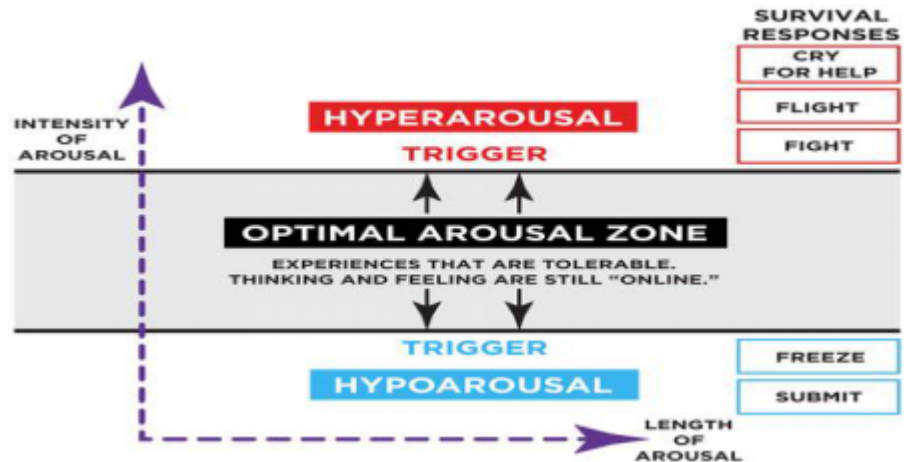 SURVIVAL
RESPONSES
CRY
FOR HELP
FLIGHT
FIGHT
INTENSITY
OF
AROUSAL
HYPERAROUSAL
TRIGGER
OPTIMAL AROUSAL ZONE
EXPERIENCES THAT ARE TOLERABLE.
THINKING AND FEELING ARE STILL “ONLINE.”
TRIGGER
HYPOAROUSAL
FREEZE
SUBMIT
LENGTH
OF
AROUSAL